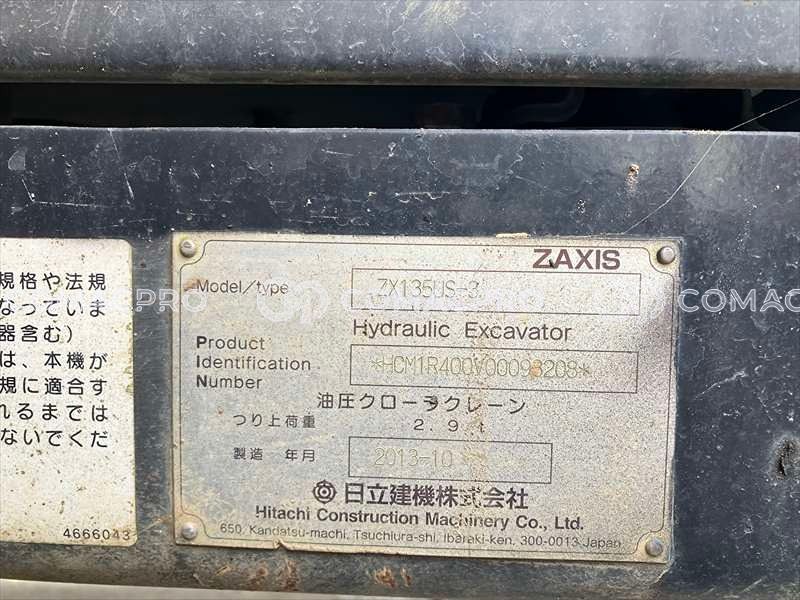 規格や法規
なっていま
器含む)
は、本機が
規に適合す
れるまでは
ないでくだ
4666043
ZAXIS
Model/type ZX135US-3
Hydraulic Excavator
Product
Identification
Number
*HCM1R400V00093208*
油圧クローラクレーン
つり上荷重 2.9 t
製造 年月 2013-10
日立建機株式会社
Hitachi Construction Machinery Co., Ltd.
650, Kandatsu-machi, Tsuchiura-shi, Ibaraki-ken, 300-0013 Japan
PRO
COMAC